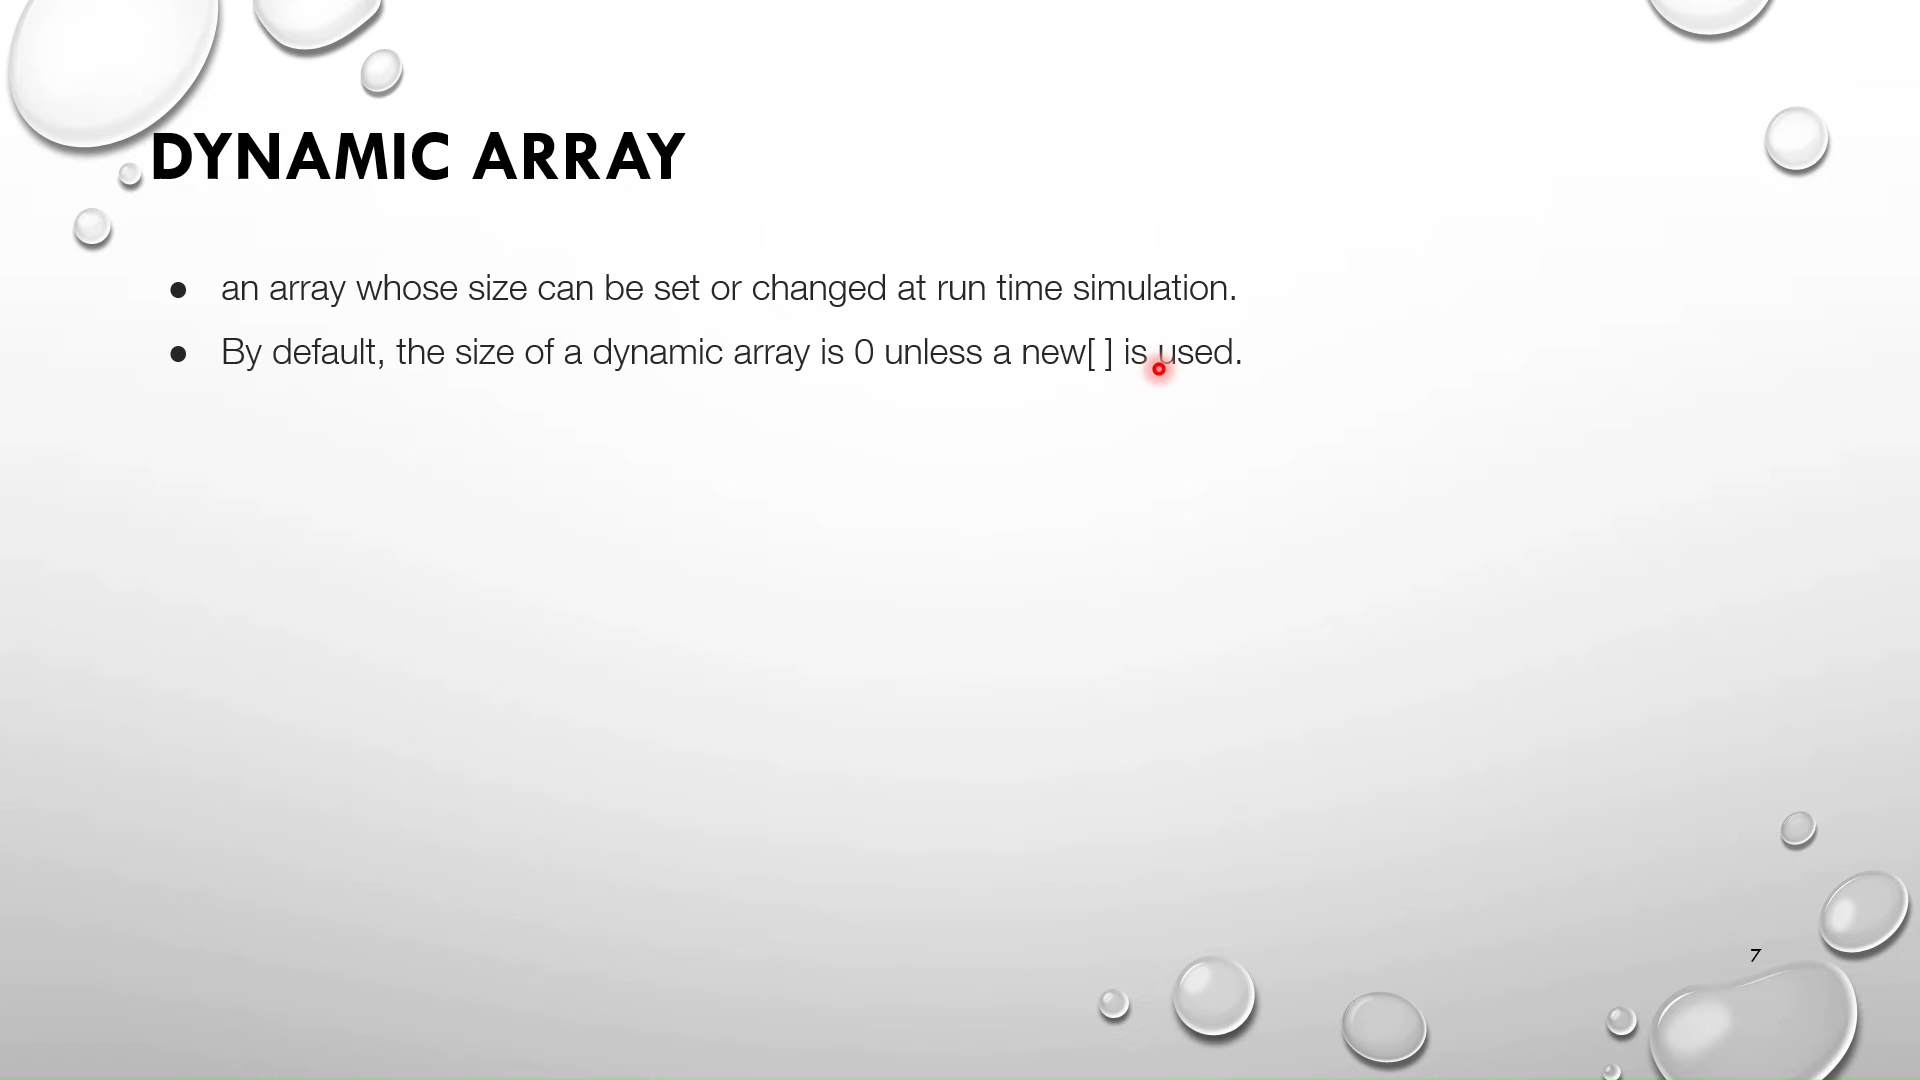 DYNAMIC ARRAY
● an array whose size can be set or changed at run time simulation.
● By default, the size of a dynamic array is 0 unless a new[ ] is used.
7